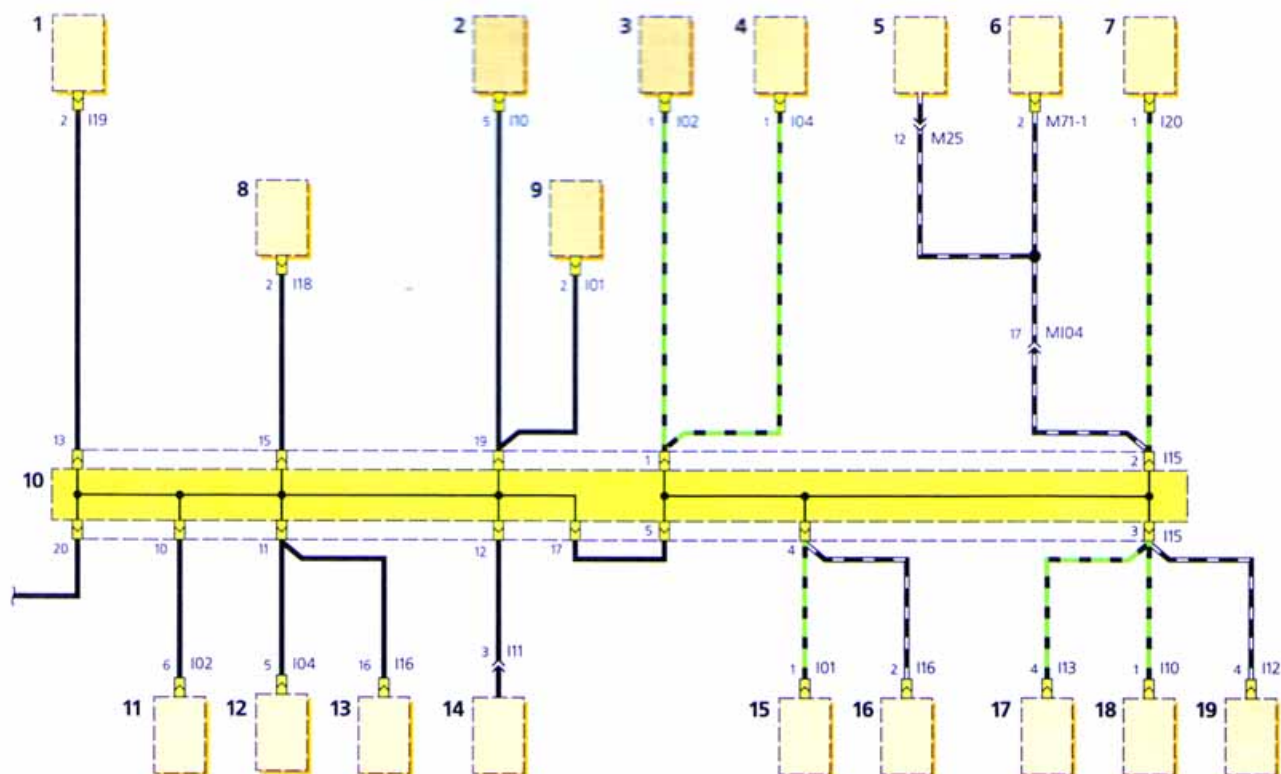 1 2 3 4 5 6 7
2 I19 5 I10 1 I02 1 I04 12 M25 2 M71-1 1 I20
8 9
2 I18 2 I01
17 MI04
13 15 19 1 2 I15
10
20 10 11 12 17 5 4 3 I15
6 I02 5 I04 16 I16 3 I11 1 I01 2 I16 4 I13 1 I10 4 I12
11 12 13 14 15 16 17 18 19